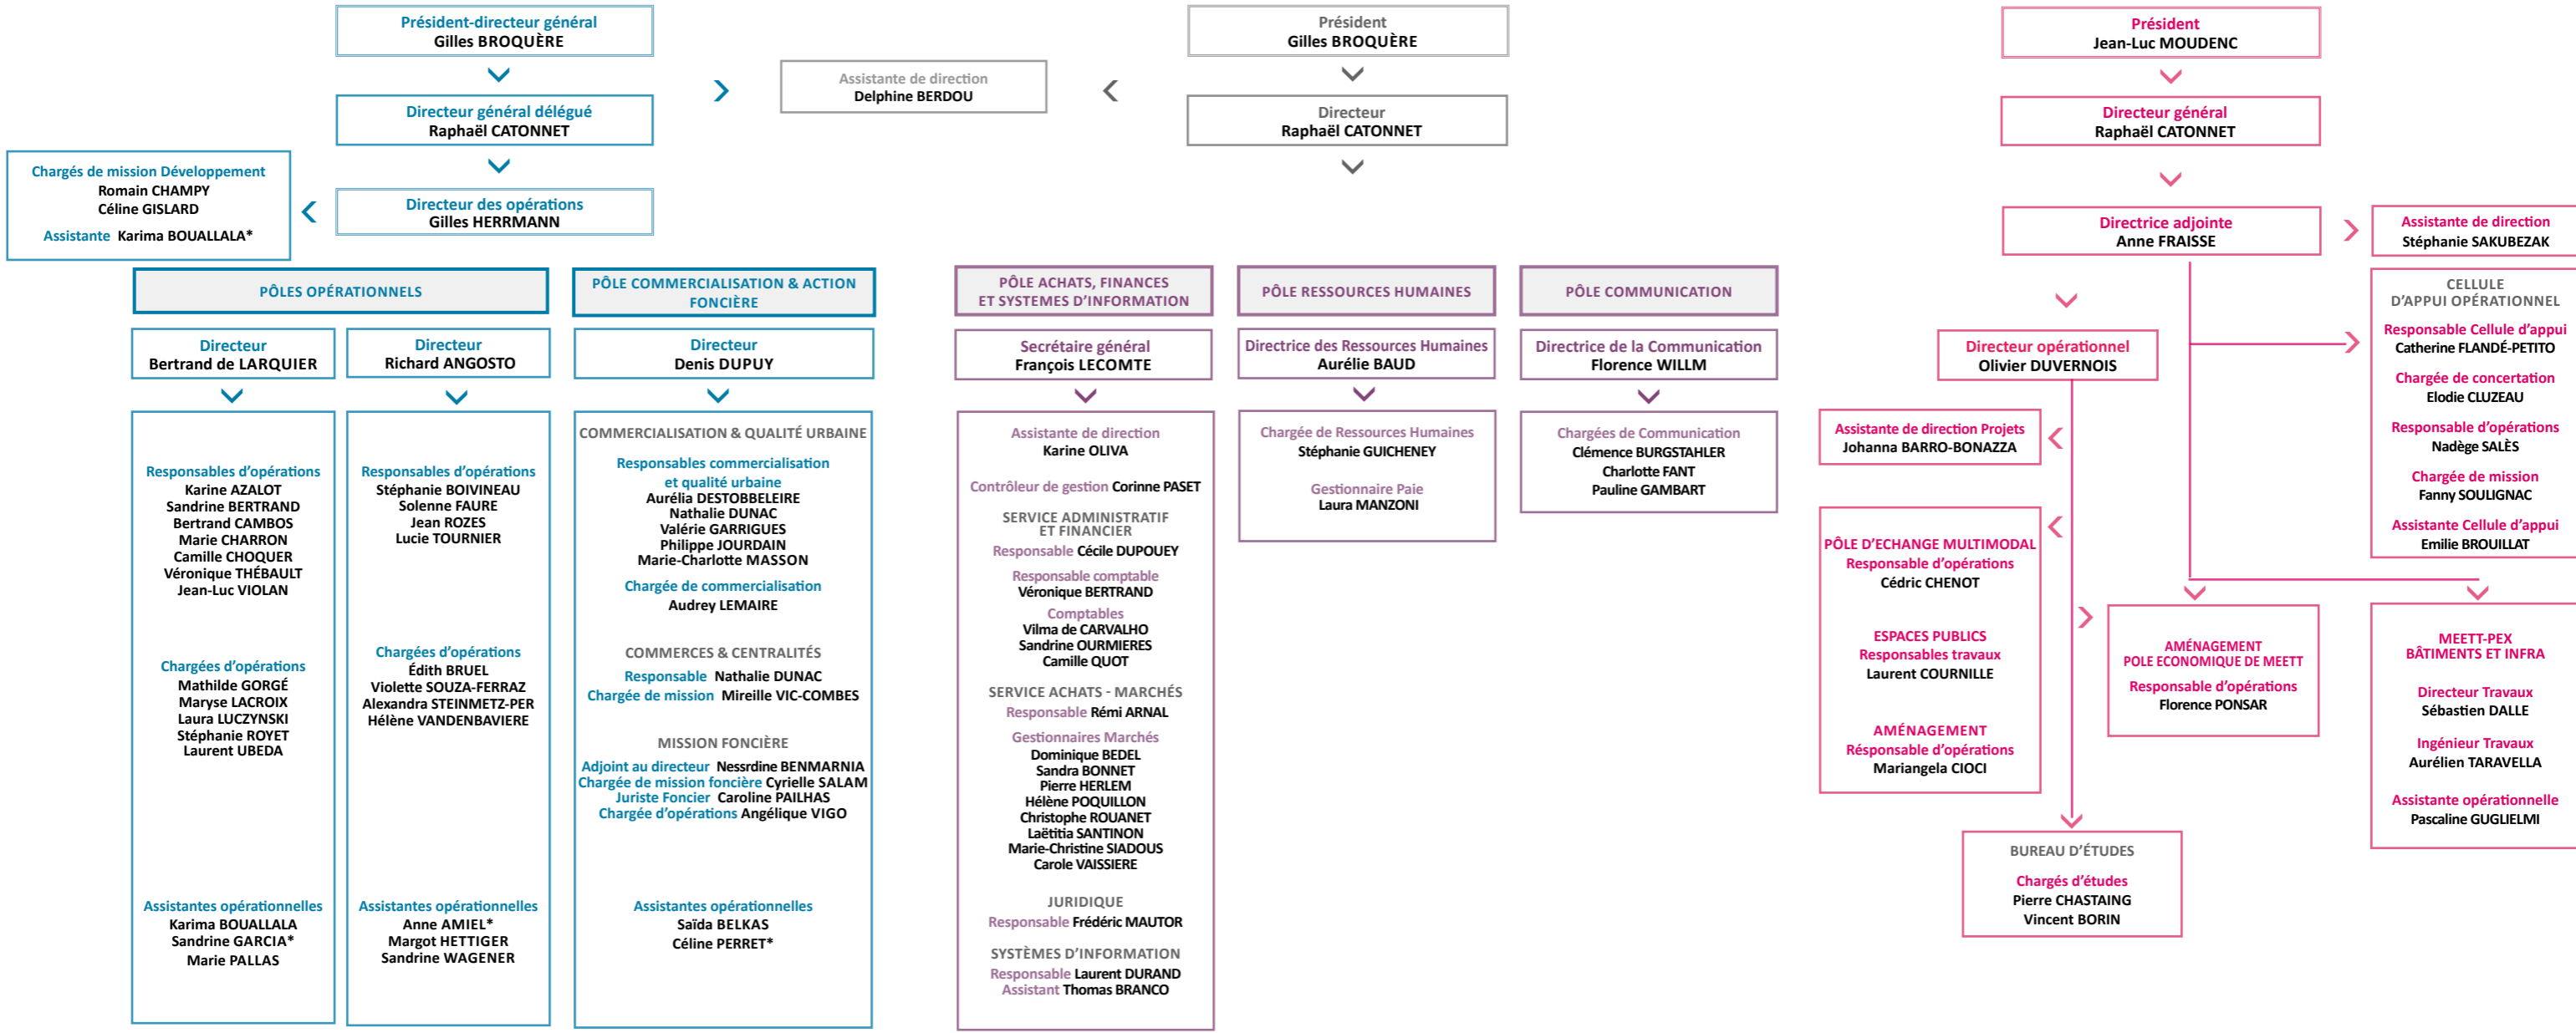 Président-directeur général
Gilles BROQUÈRE
Directeur général délégué
Raphaël CATONNET
Directeur des opérations
Gilles HERRMANN
Chargés de mission Développement
Romain CHAMPY
Céline GISLARD
Assistante Karima BOUALLALA*
Assistante de direction
Delphine BERDOU
Président
Gilles BROQUÈRE
Directeur
Raphaël CATONNET
PÔLES OPÉRATIONNELS
Directeur
Bertrand de LARQUIER
Responsables d'opérations
Karine AZALOT
Sandrine BERTRAND
Bertrand CAMBOS
Marie CHARRON
Camille CHOQUER
Véronique THÉBAULT
Jean-Luc VIOLAN
Chargées d'opérations
Mathilde GORGÉ
Maryse LACROIX
Laura LUCZYNSKI
Stéphanie ROYET
Laurent UBEDA
Assistantes opérationnelles
Karima BOUALLALA
Sandrine GARCIA*
Marie PALLAS
Directeur
Richard ANGOSTO
Responsables d'opérations
Stéphanie BOIVINEAU
Solenne FAURE
Jean ROZES
Lucie TOURNIER
Chargées d'opérations
Édith BRUEL
Violette SOUZA-FERRAZ
Alexandra STEINMETZ-PER
Hélène VANDENBAVIERE
Assistantes opérationnelles
Anne AMIEL*
Margot HETTIGER
Sandrine WAGENER
PÔLE COMMERCIALISATION & ACTION
FONCIÈRE
Directeur
Denis DUPUY
COMMERCIALISATION & QUALITÉ URBAINE
Responsables commercialisation
et qualité urbaine
Aurélia DESTOBBELEIRE
Nathalie DUNAC
Valérie GARRIGUES
Philippe JOURDAIN
Marie-Charlotte MASSON
Chargée de commercialisation
Audrey LEMAIRE
COMMERCES & CENTRALITÉS
Responsable Nathalie DUNAC
Chargée de mission Mireille VIC-COMBES
MISSION FONCIÈRE
Adjoint au directeur Nessrdine BENMARNIA
Chargée de mission foncière Cyrielle SALAM
Juriste Foncier Caroline PAILHAS
Chargée d'opérations Angélique VIGO
Assistantes opérationnelles
Saïda BELKAS
Céline PERRET*
PÔLE ACHATS, FINANCES
ET SYSTEMES D'INFORMATION
Secrétaire général
François LECOMTE
Assistante de direction
Karine OLIVA
Contrôleur de gestion Corinne PASET
SERVICE ADMINISTRATIF
ET FINANCIER
Responsable Cécile DUPOUEY
Responsable comptable
Véronique BERTRAND
Comptables
Vilma de CARVALHO
Sandrine OURMIERES
Camille QUOT
SERVICE ACHATS - MARCHÉS
Responsable Rémi ARNAL
Gestionnaires Marchés
Dominique BEDEL
Sandra BONNET
Pierre HERLEM
Hélène POQUILLON
Christophe ROUANET
Laëtitia SANTINON
Marie-Christine SIADOUS
Carole VAISSIERE
JURIDIQUE
Responsable Frédéric MAUTOR
SYSTÈMES D'INFORMATION
Responsable Laurent DURAND
Assistant Thomas BRANCO
PÔLE RESSOURCES HUMAINES
Directrice des Ressources Humaines
Aurélie BAUD
Chargée de Ressources Humaines
Stéphanie GUICHENEY
Gestionnaire Paie
Laura MANZONI
PÔLE COMMUNICATION
Directrice de la Communication
Florence WILLM
Chargées de Communication
Clémence BURGSTAHLER
Charlotte FANT
Pauline GAMBART
Président
Jean-Luc MOUDENC
Directeur général
Raphaël CATONNET
Directrice adjointe
Anne FRAISSE
Assistante de direction
Stéphanie SAKUBEZAK
CELLULE
D'APPUI OPÉRATIONNEL
Responsable Cellule d'appui
Catherine FLANDÉ-PETITO
Chargée de concertation
Elodie CLUZEAU
Responsable d'opérations
Nadège SALÈS
Chargée de mission
Fanny SOULIGNAC
Assistante Cellule d'appui
Emilie BROUILLAT
Directeur opérationnel
Olivier DUVERNOIS
Assistante de direction Projets
Johanna BARRO-BONAZZA
PÔLE D'ECHANGE MULTIMODAL
Responsable d'opérations
Cédric CHENOT
ESPACES PUBLICS
Responsables travaux
Laurent COURNILLE
AMÉNAGEMENT
Résponsable d'opérations
Mariangela CIOCI
AMÉNAGEMENT
POLE ECONOMIQUE DE MEETT
Responsable d'opérations
Florence PONSAR
MEETT-PEX
BÂTIMENTS ET INFRA
Directeur Travaux
Sébastien DALLE
Ingénieur Travaux
Aurélien TARAVELLA
Assistante opérationnelle
Pascaline GUGLIELMI
BUREAU D'ÉTUDES
Chargés d'études
Pierre CHASTAING
Vincent BORIN